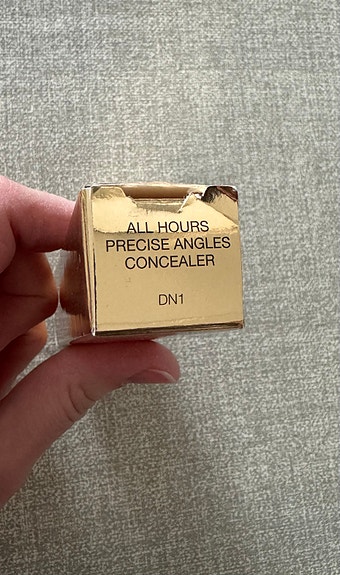 ALL HOURS
PRECISE ANGLES
CONCEALER
DN1